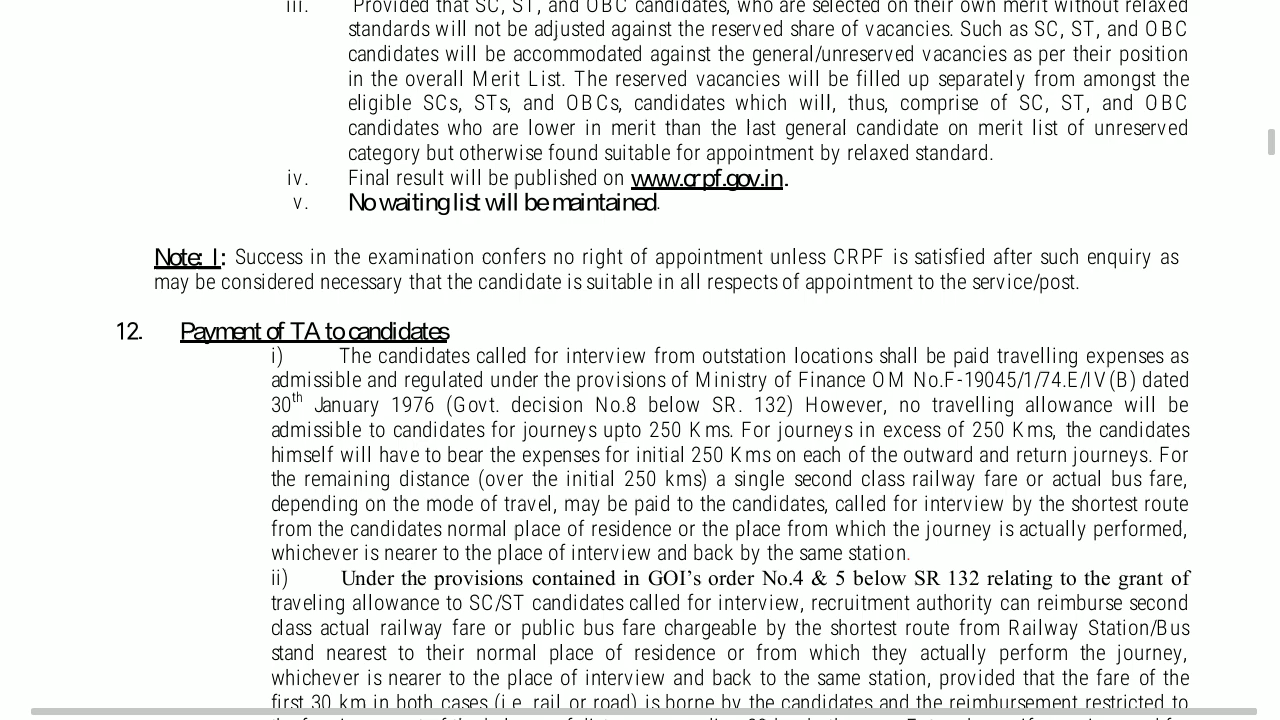 iii. Provided that SC, ST, and OBC candidates, who are selected on their own merit without relaxed
standards will not be adjusted against the reserved share of vacancies. Such as SC, ST, and OBC
candidates will be accommodated against the general/unreserved vacancies as per their position
in the overall Merit List. The reserved vacancies will be filled up separately from amongst the
eligible SCs, STs, and OBCs, candidates which will, thus, comprise of SC, ST, and OBC
candidates who are lower in merit than the last general candidate on merit list of unreserved
category but otherwise found suitable for appointment by relaxed standard.
iv. Final result will be published on www.crpf.gov.in.
v. No waiting list will be maintained.
Note: I: Success in the examination confers no right of appointment unless CRPF is satisfied after such enquiry as
may be considered necessary that the candidate is suitable in all respects of appointment to the service/post.
12. Payment of TA to candidates
i) The candidates called for interview from outstation locations shall be paid travelling expenses as
admissible and regulated under the provisions of Ministry of Finance OM No.F-19045/1/74.E/IV(B) dated
30th January 1976 (Govt. decision No.8 below SR. 132) However, no travelling allowance will be
admissible to candidates for journeys upto 250 Kms. For journeys in excess of 250 Kms, the candidates
himself will have to bear the expenses for initial 250 Kms on each of the outward and return journeys. For
the remaining distance (over the initial 250 kms) a single second class railway fare or actual bus fare,
depending on the mode of travel, may be paid to the candidates, called for interview by the shortest route
from the candidates normal place of residence or the place from which the journey is actually performed,
whichever is nearer to the place of interview and back by the same station.
ii) Under the provisions contained in GOI's order No.4 & 5 below SR 132 relating to the grant of
traveling allowance to SC/ST candidates called for interview, recruitment authority can reimburse second
class actual railway fare or public bus fare chargeable by the shortest route from Railway Station/Bus
stand nearest to their normal place of residence or from which they actually perform the journey,
whichever is nearer to the place of interview and back to the same station, provided that the fare of the
first 30 km in both cases (i.e. rail or road) is borne by the candidates and the reimbursement restricted to